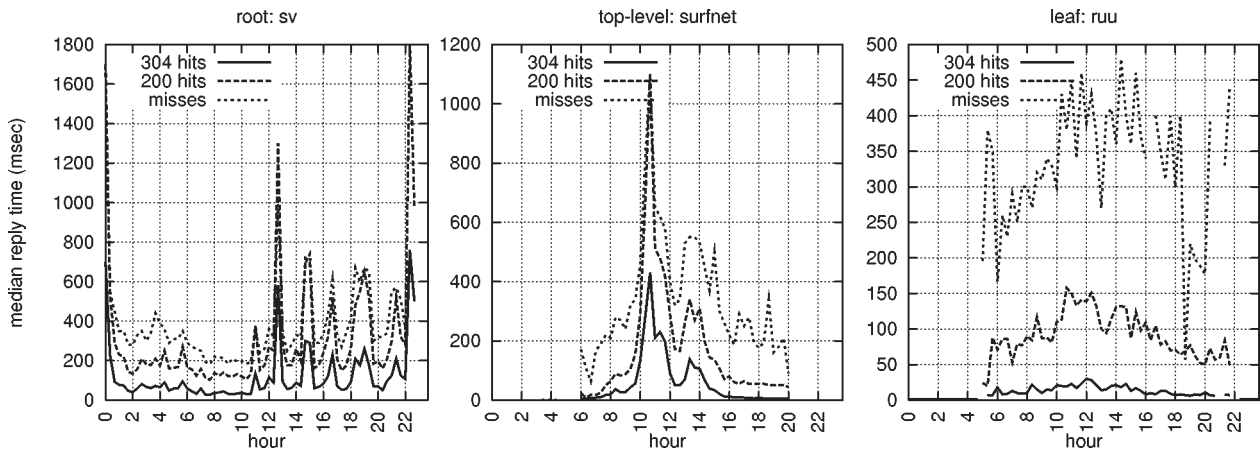 root: sv
median reply time (msec)
1800
1600
1400
1200
1000
800
600
400
200
0
304 hits
200 hits
misses
0 2 4 6 8 10 12 14 16 18 20 22
hour
top-level: surfnet
1200
1000
800
600
400
200
0
304 hits
200 hits
misses
0 2 4 6 8 10 12 14 16 18 20 22
hour
leaf: ruu
500
450
400
350
300
250
200
150
100
50
0
304 hits
200 hits
misses
0 2 4 6 8 10 12 14 16 18 20 22
hour